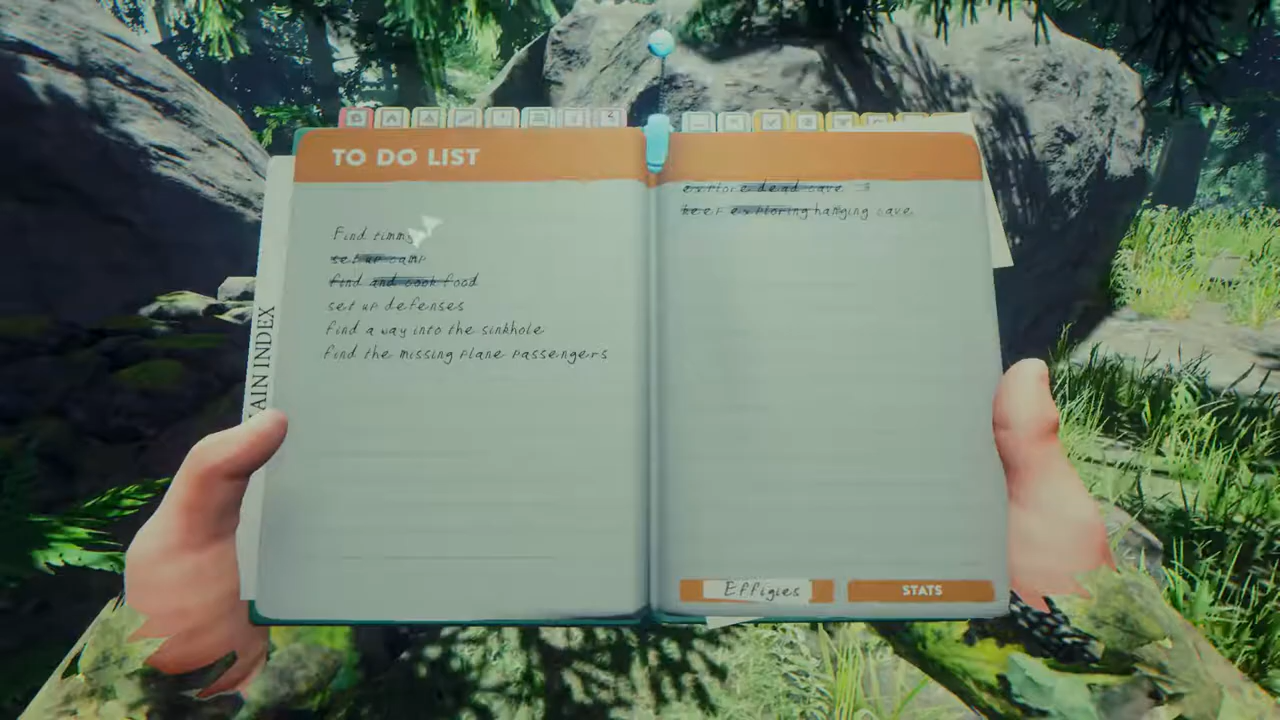 TO DO LIST
Find timmy
set up camp
find and cook food
set up defenses
find a way into the sinkhole
find the missing plane passengers
explore dead cave
keep exploring hanging cave
AIN INDEX
Effigies
STATS